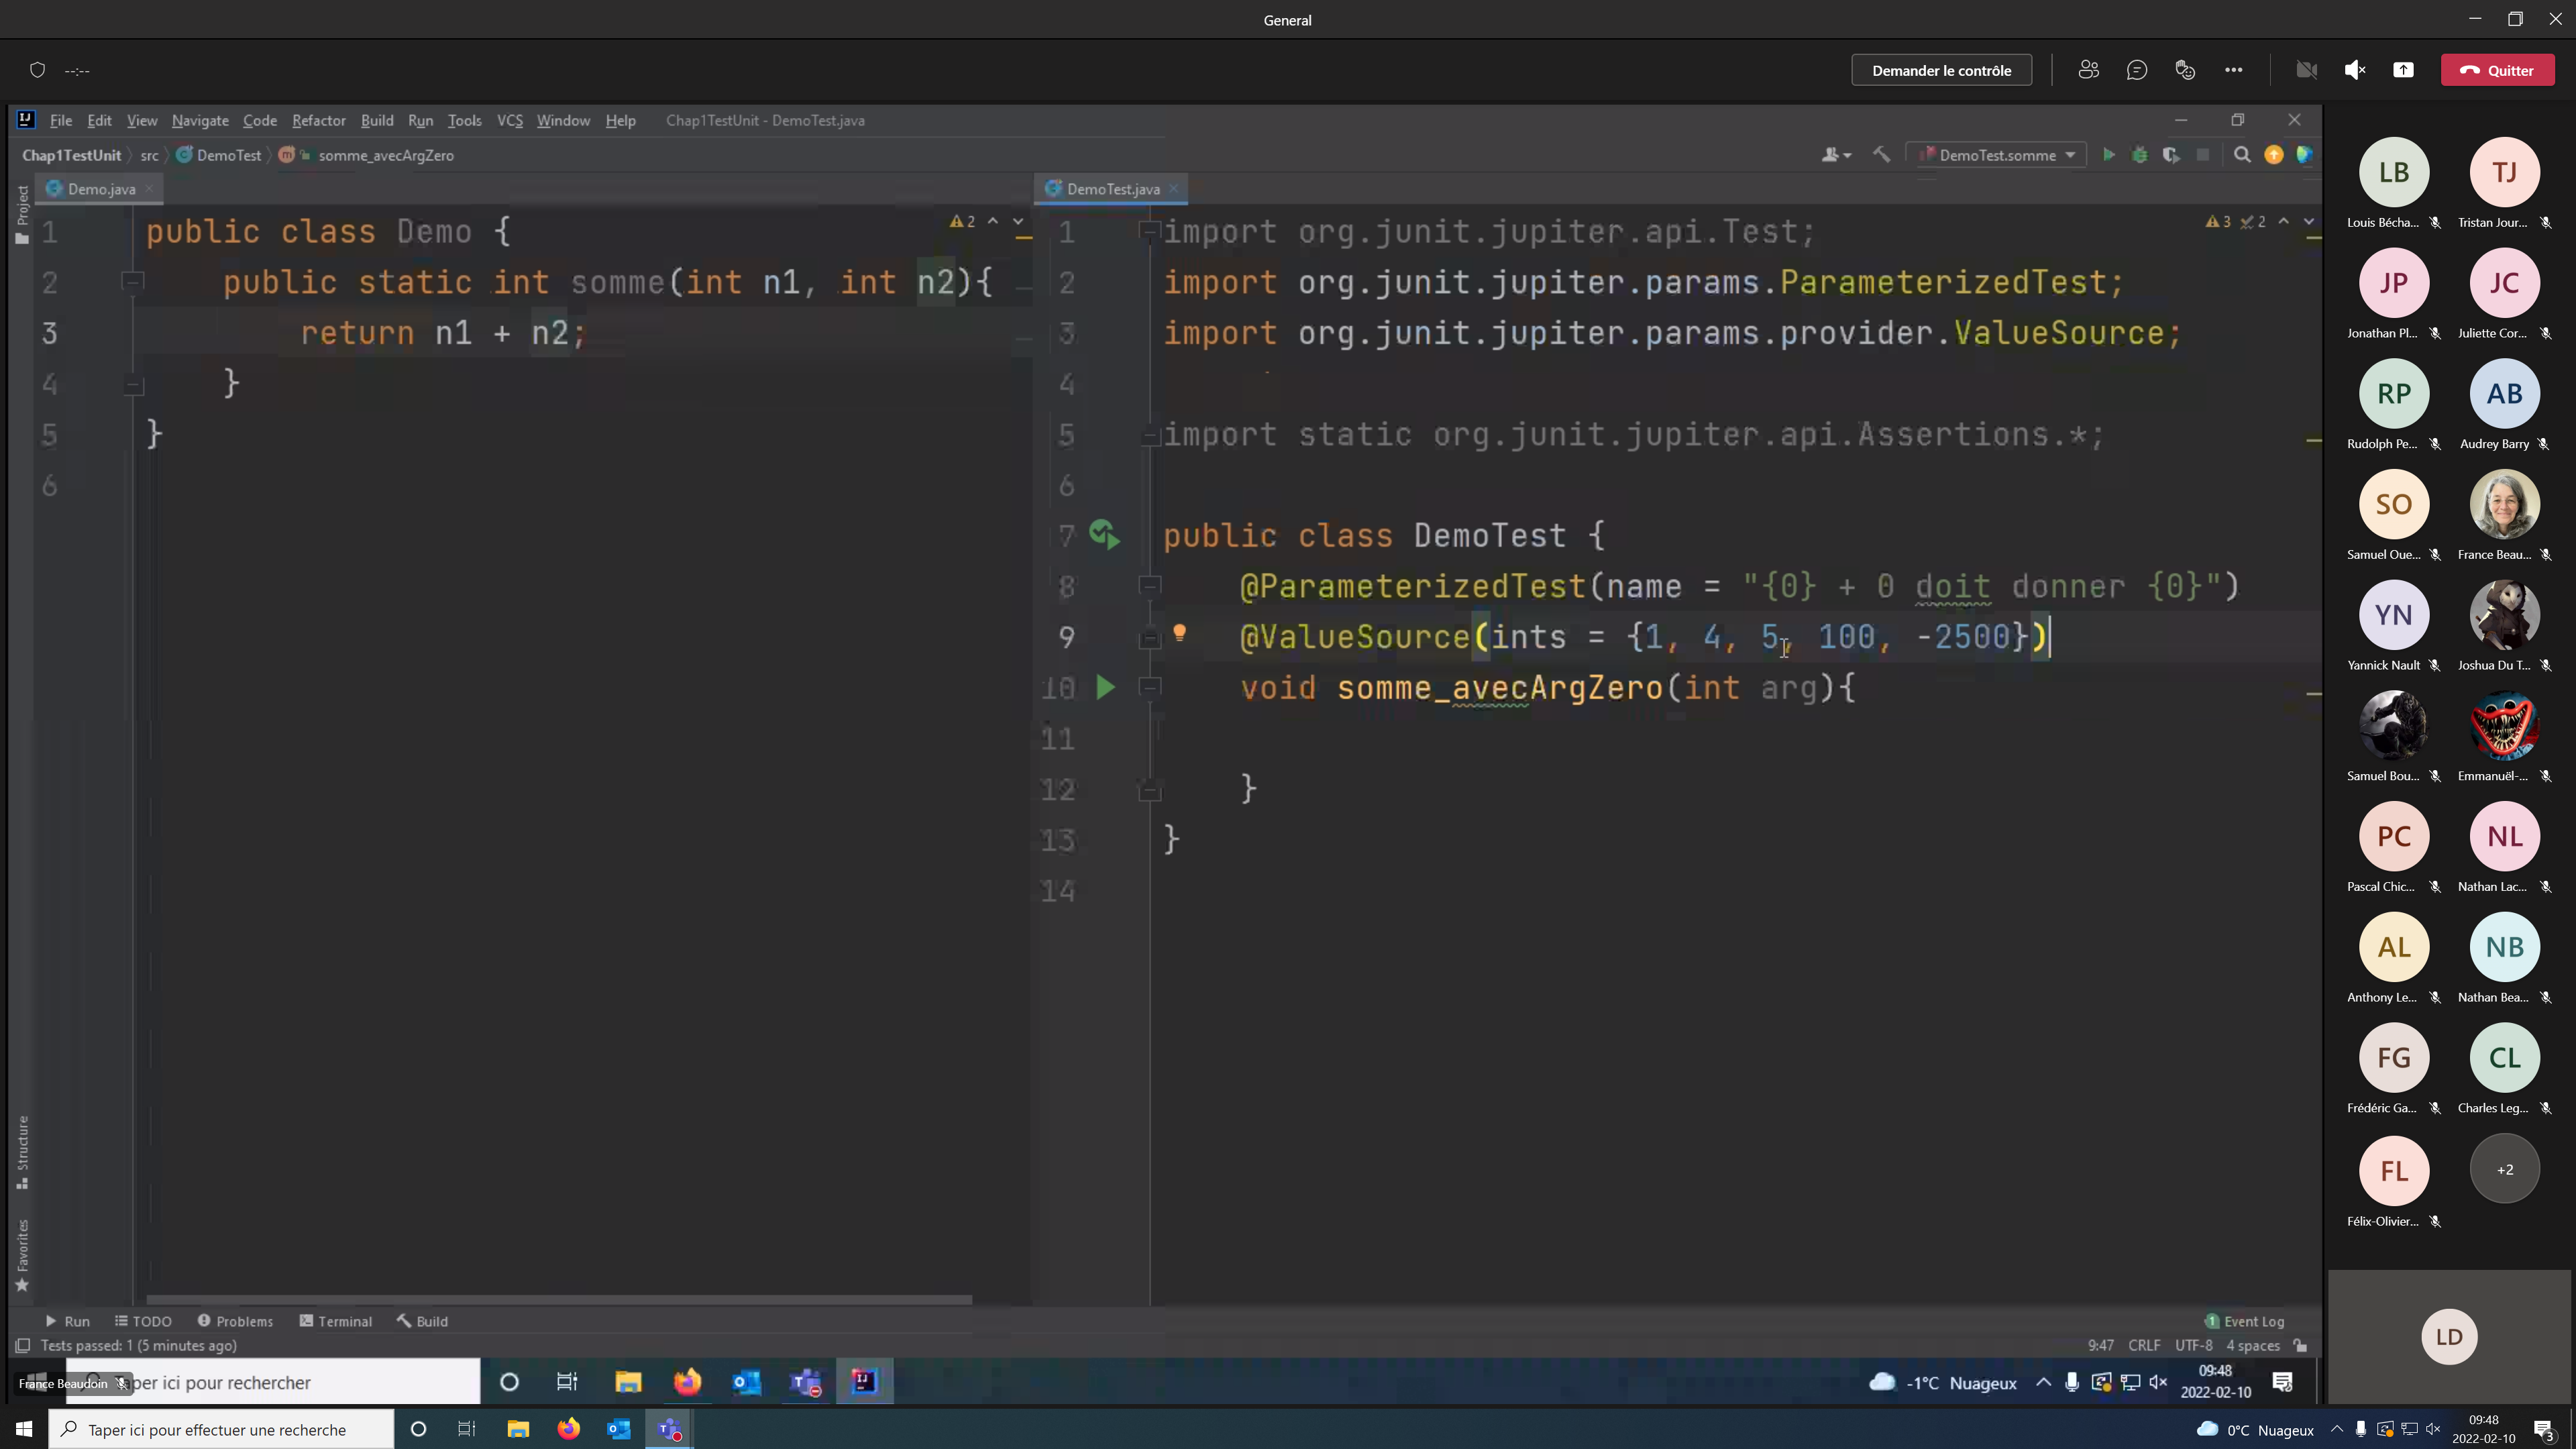 General
--:--
Demander le contrôle
Quitter
File Edit View Navigate Code Refactor Build Run Tools VCS Window Help Chap1TestUnit - DemoTest.java
Chap1TestUnit src DemoTest m somme_avecArgZero
DemoTest.somme
Project
Demo.java
2
1 public class Demo {
2 public static int somme(int n1, int n2){
3 return n1 + n2;
4 }
5 }
6
DemoTest.java
3 2
1 import org.junit.jupiter.api.Test;
2 import org.junit.jupiter.params.ParameterizedTest;
3 import org.junit.jupiter.params.provider.ValueSource;
4
5 import static org.junit.jupiter.api.Assertions.*;
6
7 public class DemoTest {
8 @ParameterizedTest(name = "{0} + 0 doit donner {0}")
9 @ValueSource(ints = {1, 4, 5, 100, -2500})
10 void somme_avecArgZero(int arg){
11
12 }
13 }
14
Structure
Favorites
Run TODO Problems Terminal Build
1 Event Log
Tests passed: 1 (5 minutes ago)
9:47 CRLF UTF-8 4 spaces
France Beaudoin
aper ici pour rechercher
-1°C Nuageux
09:48
2022-02-10
LB TJ
Louis Bécha... Tristan Jour...
JP JC
Jonathan Pl... Juliette Cor...
RP AB
Rudolph Pe... Audrey Barry
SO
Samuel Oue... France Beau...
YN
Yannick Nault Joshua Du T...
Samuel Bou... Emmanuël-...
PC NL
Pascal Chic... Nathan Lac...
AL NB
Anthony Le... Nathan Bea...
FG CL
Frédéric Ga... Charles Leg...
FL +2
Félix-Olivier...
LD
Taper ici pour effectuer une recherche
0°C Nuageux
09:48
2022-02-10
3